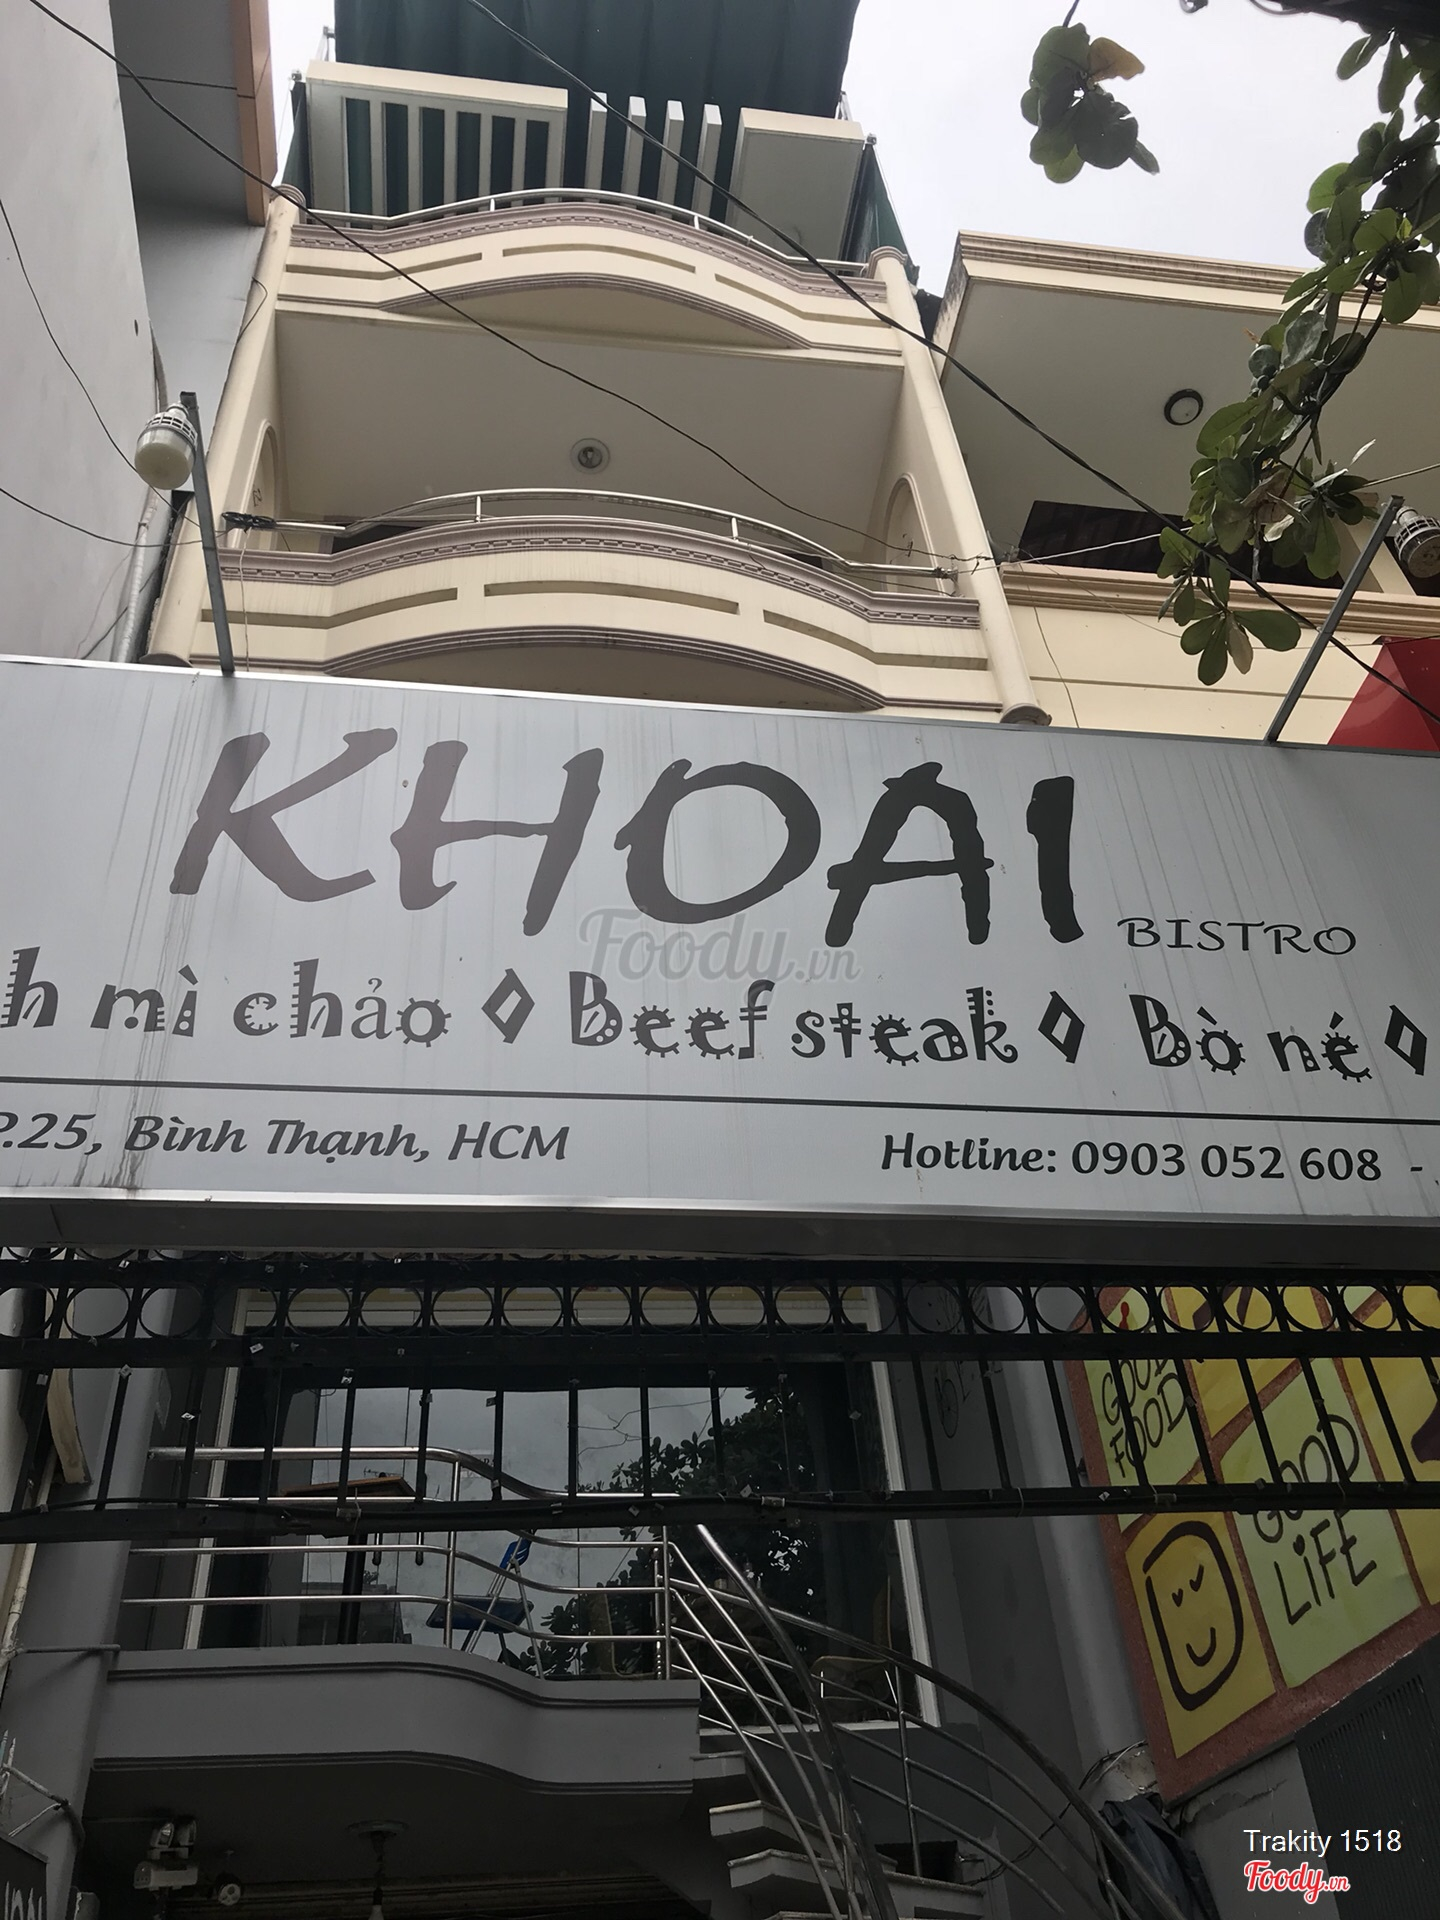 KHOAI
BISTRO
h mì chảo ◊ Beefsteak ◊ Bò né ◊
P.25, Bình Thạnh, HCM
Hotline: 0903 052 608 -
Foody.vn
GOOD
FOOD
GOOD
LiFE
Trakity 1518
Foody.vn